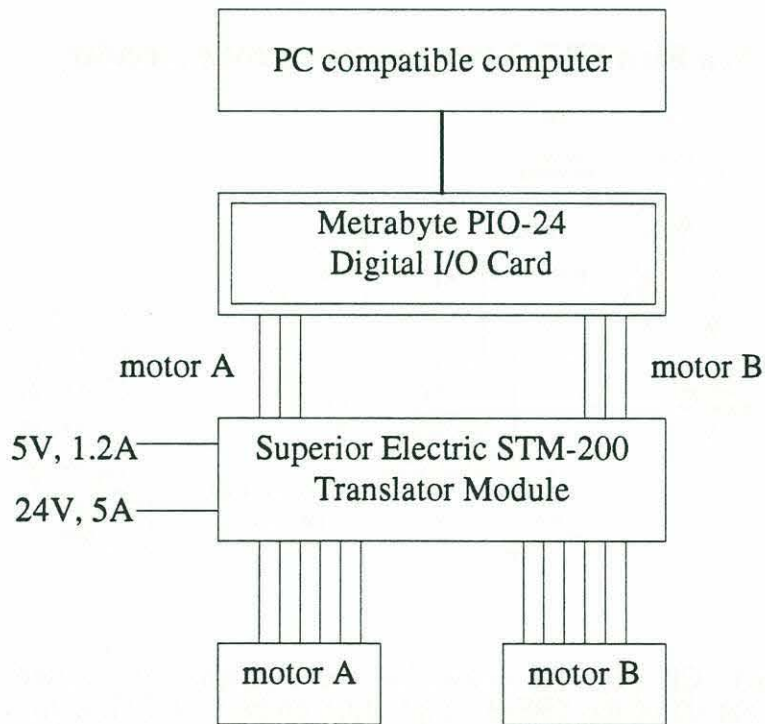 PC compatible computer
Metrabyte PIO-24
Digital I/O Card
motor A
motor B
5V, 1.2A
Superior Electric STM-200
24V, 5A
Translator Module
motor A
motor B